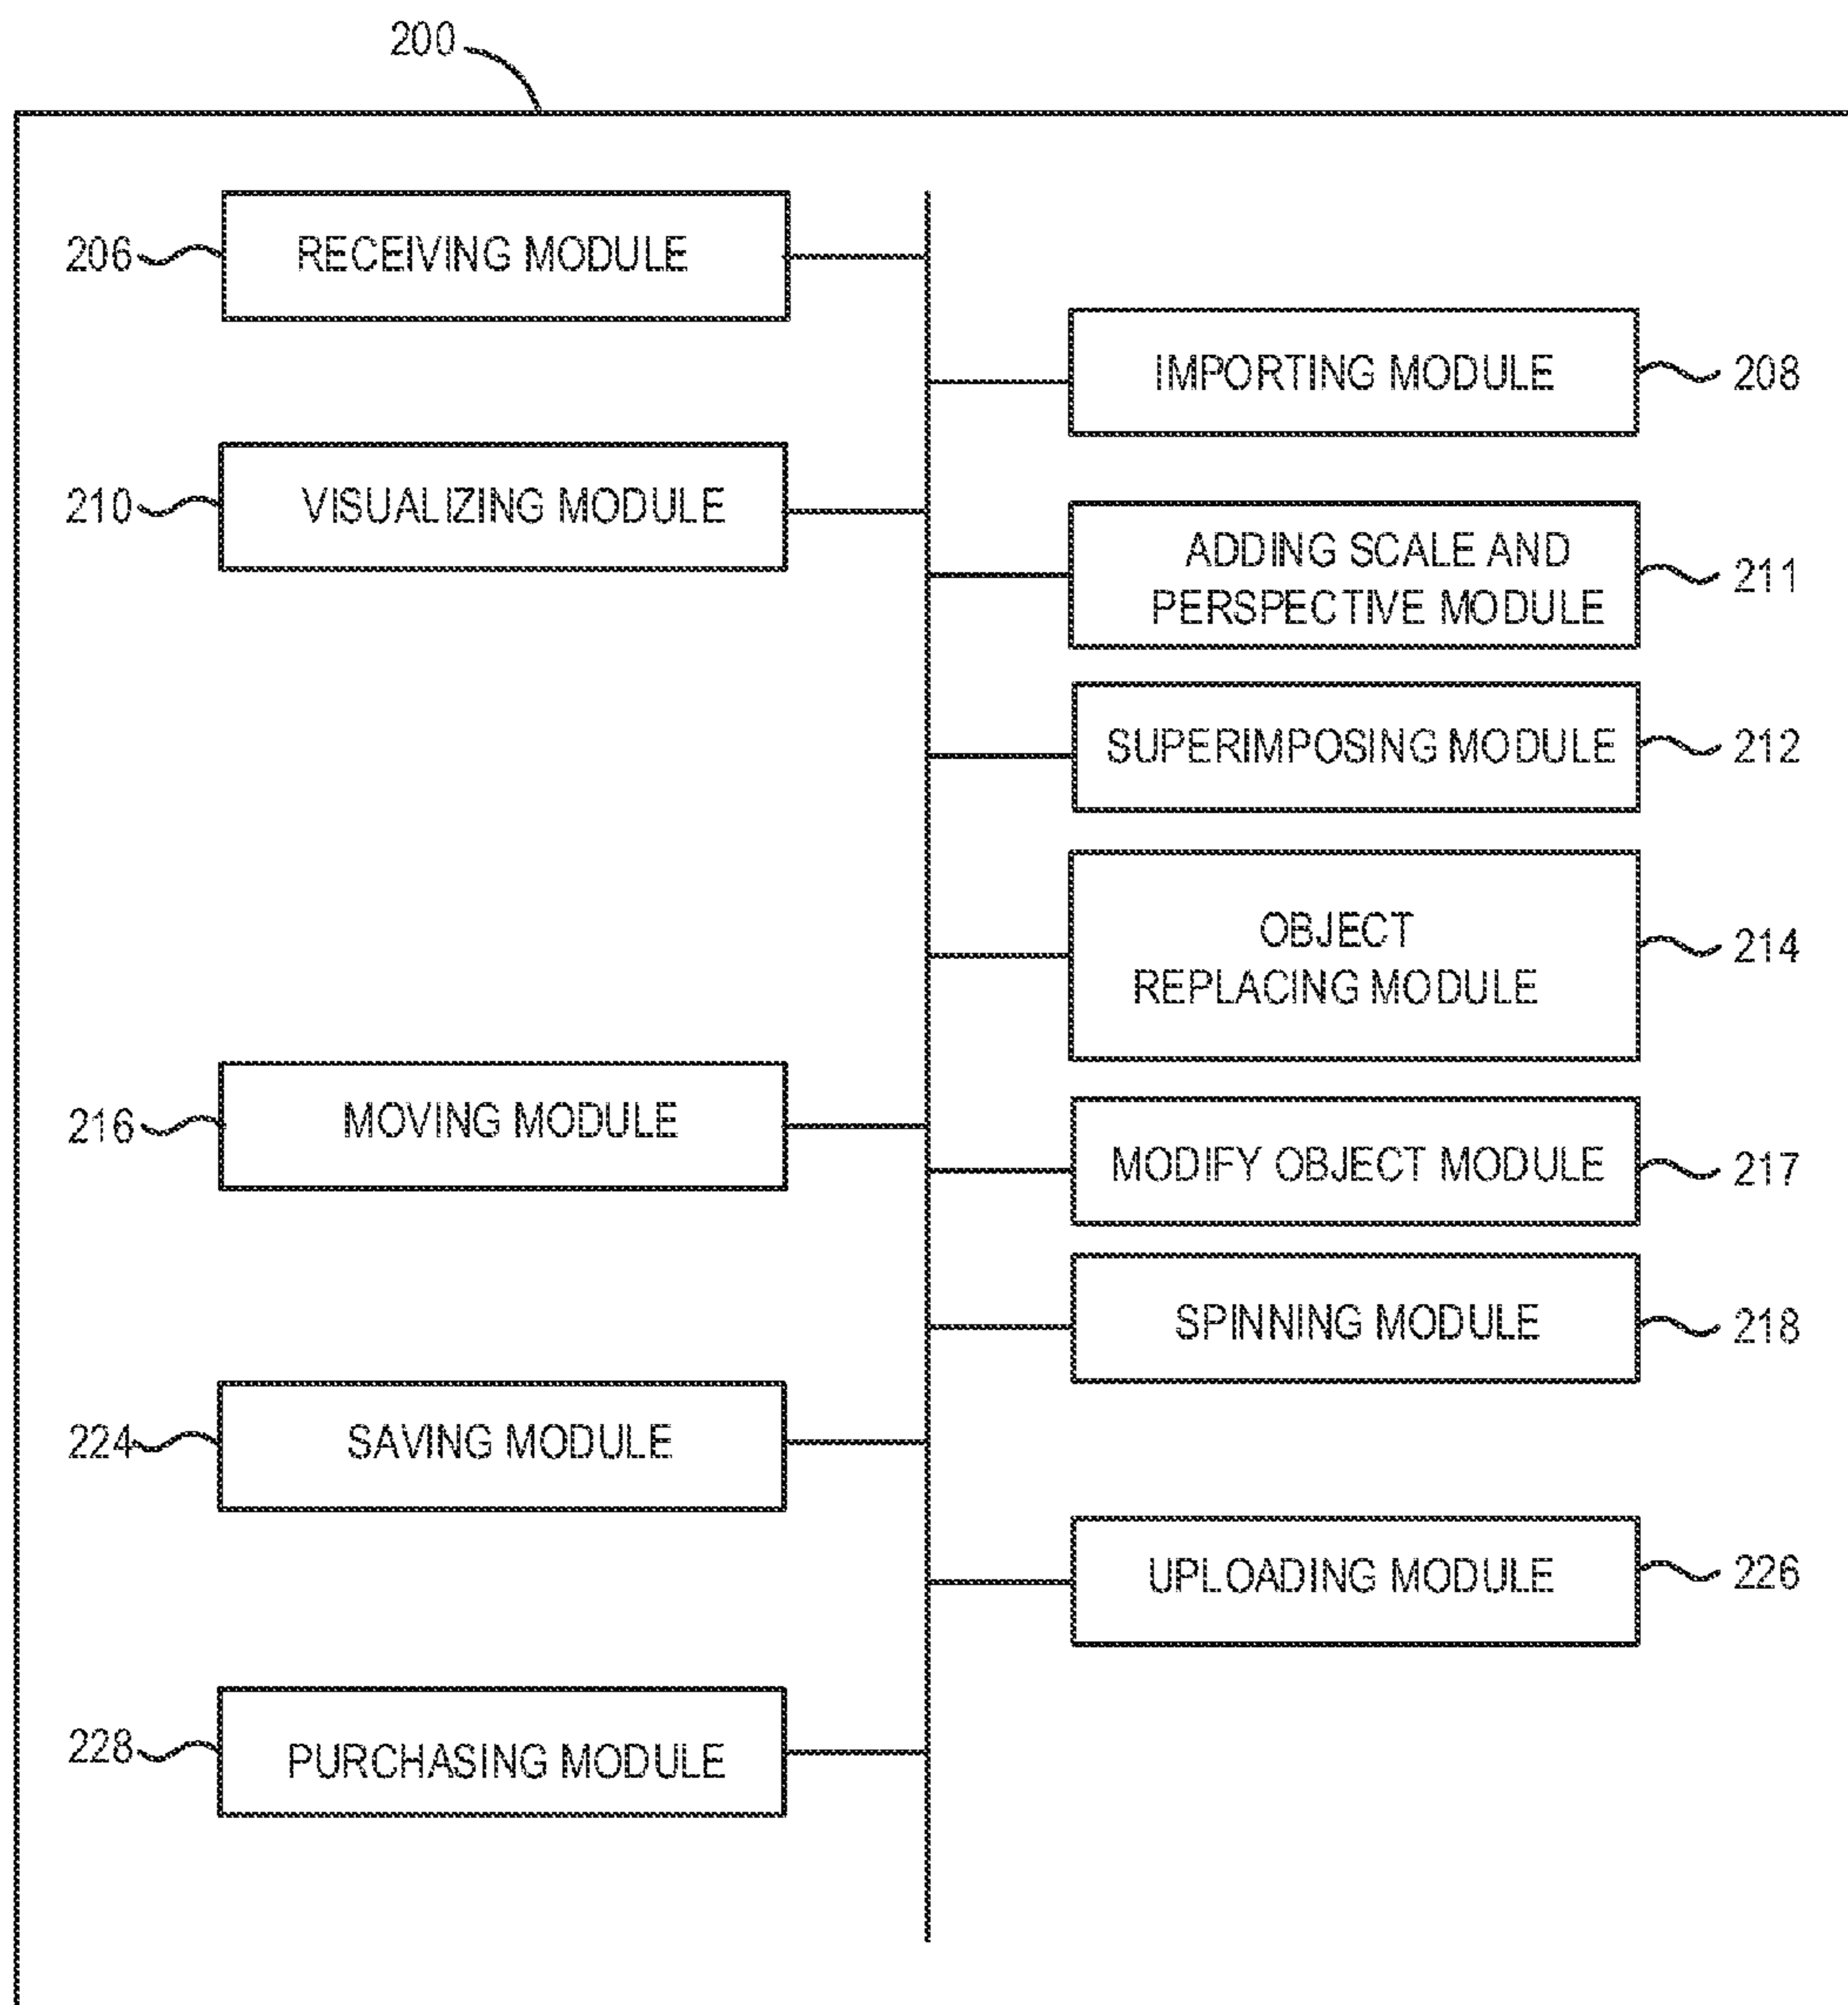 200
206 RECEIVING MODULE
IMPORTING MODULE 208
210 VISUALIZING MODULE
ADDING SCALE AND
PERSPECTIVE MODULE 211
SUPERIMPOSING MODULE 212
OBJECT
REPLACING MODULE 214
216 MOVING MODULE
MODIFY OBJECT MODULE 217
SPINNING MODULE 218
224 SAVING MODULE
UPLOADING MODULE 226
228 PURCHASING MODULE